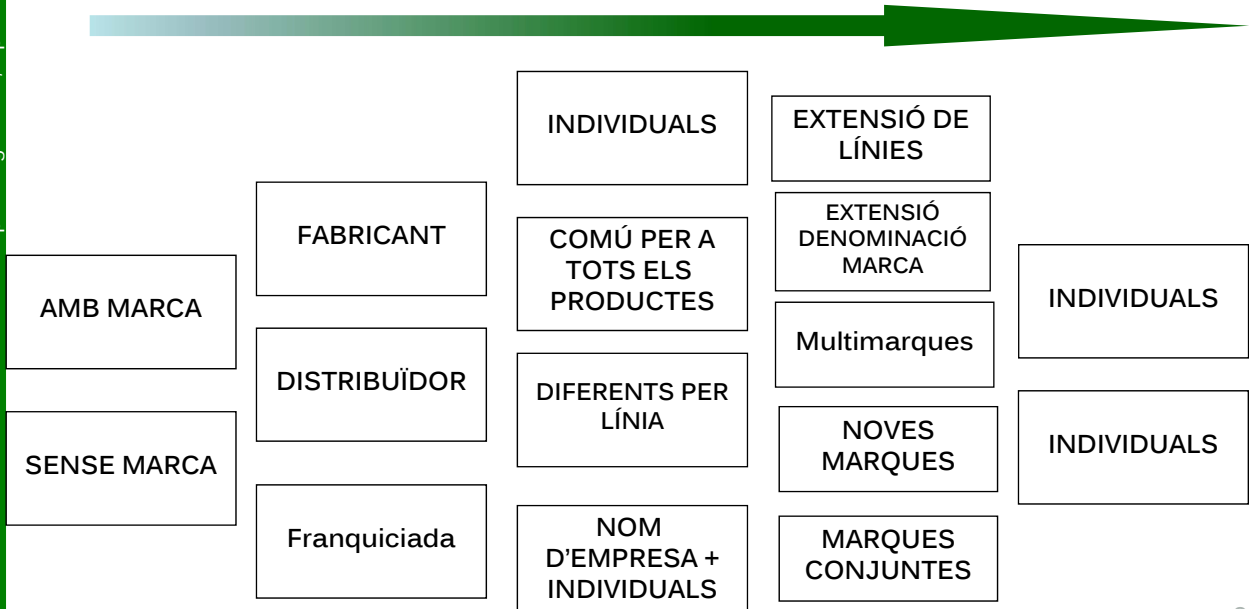 AMB MARCA
SENSE MARCA
FABRICANT
DISTRIBUÏDOR
Franquiciada
INDIVIDUALS
COMÚ PER A
TOTS ELS
PRODUCTES
DIFERENTS PER
LÍNIA
NOM
D’EMPRESA +
INDIVIDUALS
EXTENSIÓ DE
LÍNIES
EXTENSIÓ
DENOMINACIÓ
MARCA
Multimarques
NOVES
MARQUES
MARQUES
CONJUNTES
INDIVIDUALS
INDIVIDUALS